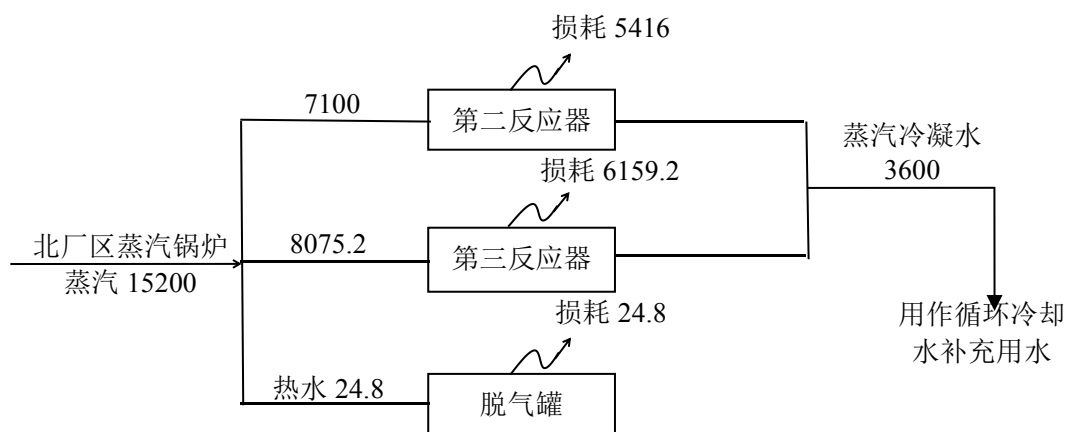 损耗 5416
7100
第二反应器
蒸汽冷凝水
3600
损耗 6159.2
北厂区蒸汽锅炉
蒸汽 15200
8075.2
第三反应器
损耗 24.8
用作循环冷却
水补充用水
热水 24.8
脱气罐